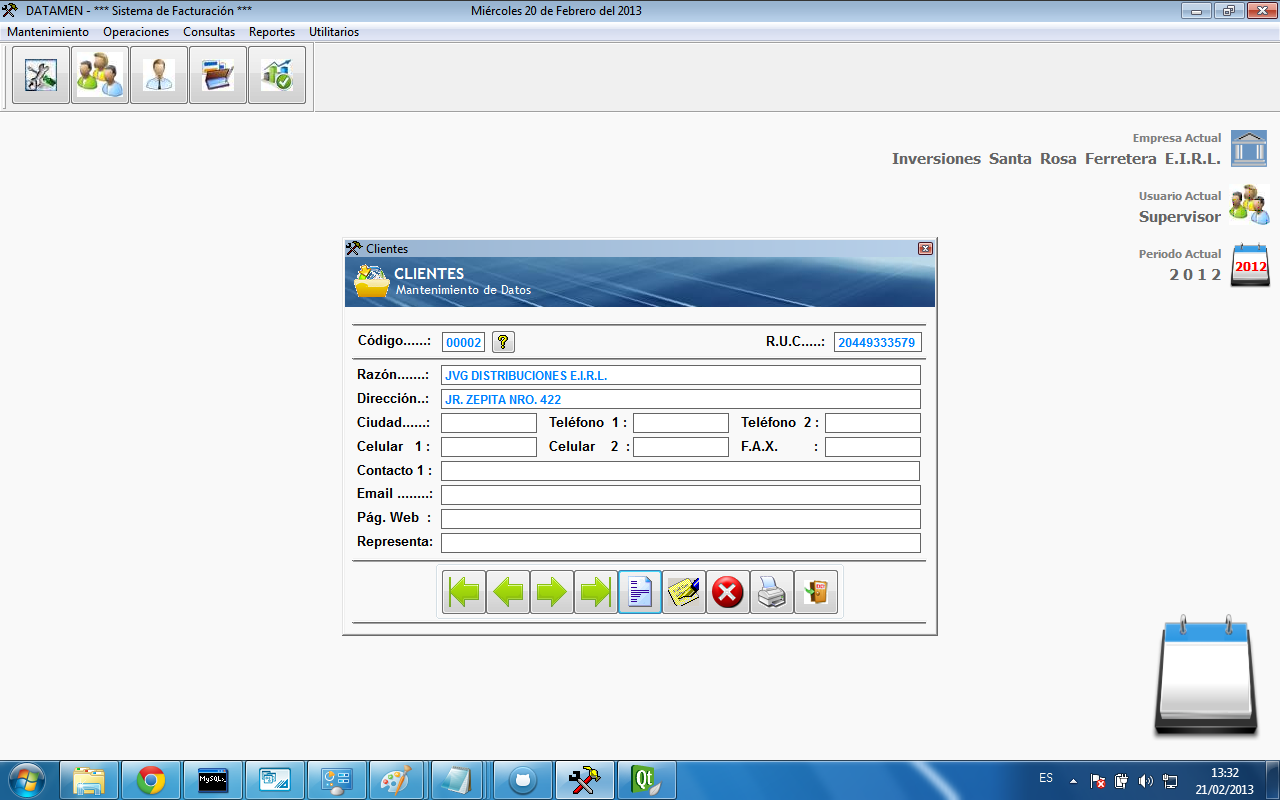 DATAMEN - *** Sistema de Facturación ***
Miércoles 20 de Febrero del 2013
Mantenimiento Operaciones Consultas Reportes Utilitarios
Empresa Actual
Inversiones Santa Rosa Ferretera E.I.R.L.
Usuario Actual
Supervisor
Periodo Actual
2 0 1 2
2012
Clientes
CLIENTES
Mantenimiento de Datos
Código......: 00002 ? R.U.C.....: 20449333579
Razón.......: JVG DISTRIBUCIONES E.I.R.L.
Dirección..: JR. ZEPITA NRO. 422
Ciudad......: Teléfono 1 : Teléfono 2 :
Celular 1 : Celular 2 : F.A.X. :
Contacto 1 :
Email ........:
Pág. Web :
Representa:
MySQL
Qt
ES
13:32
21/02/2013